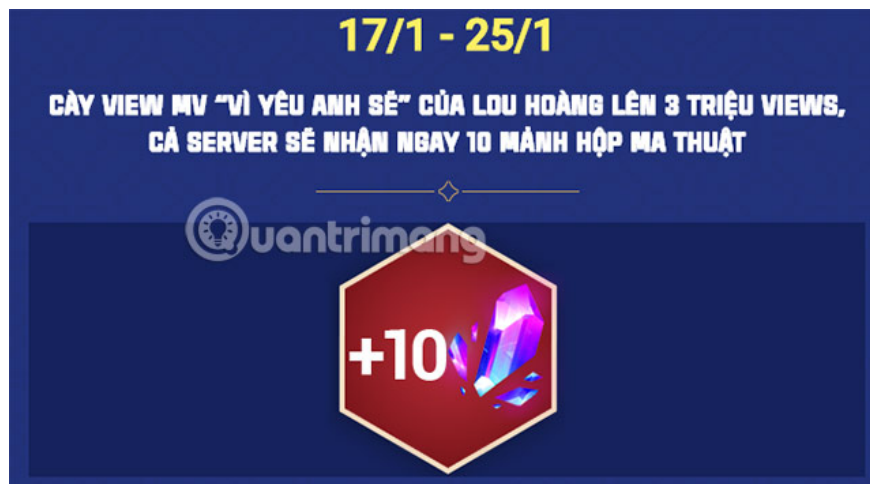 17/1 - 25/1
CÀY VIEW MV “VÌ YÊU ANH SẼ” CỦA LOU HOÀNG LÊN 3 TRIỆU VIEWS,
CẢ SERVER SẼ NHẬN NGAY 10 MẢNH HỘP MA THUẬT
Quantrimang
+10